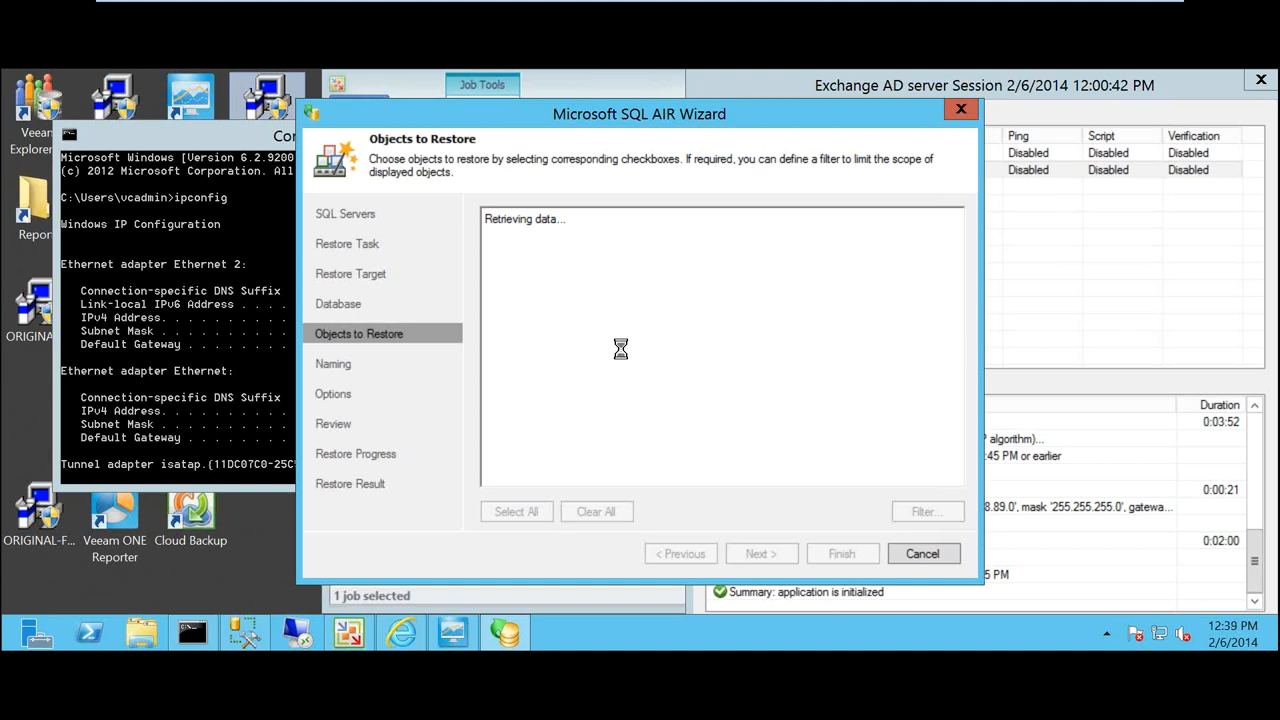 Job Tools
Exchange AD server Session 2/6/2014 12:00:42 PM
Microsoft SQL AIR Wizard
Objects to Restore
Choose objects to restore by selecting corresponding checkboxes. If required, you can define a filter to limit the scope of
displayed objects.
SQL Servers
Restore Task
Restore Target
Database
Objects to Restore
Naming
Options
Review
Restore Progress
Restore Result
Retrieving data...
Select All
Clear All
Filter...
< Previous
Next >
Finish
Cancel
Veeam
Explorer
Repor
ORIGINAL-F...
Veeam ONE
Reporter
Cloud Backup
Microsoft Windows [Version 6.2.9200
(c) 2012 Microsoft Corporation. All
C:\Users\vcadmin>ipconfig
Windows IP Configuration
Ethernet adapter Ethernet 2:
Connection-specific DNS Suffix
Link-local IPv6 Address . . . .
IPv4 Address. . . . . . . . . .
Subnet Mask . . . . . . . . . .
Default Gateway . . . . . . . .
Ethernet adapter Ethernet:
Connection-specific DNS Suffix
IPv4 Address. . . . . . . . . .
Subnet Mask . . . . . . . . . .
Default Gateway . . . . . . . .
Tunnel adapter isatap.{11DC07C0-25C
Ping
Script
Verification
Disabled
Disabled
Disabled
Disabled
Disabled
Disabled
Duration
0:03:52
algorithm)...
:45 PM or earlier
0:00:21
8.89.0', mask '255.255.255.0', gatewa...
0:02:00
5 PM
Summary: application is initialized
1 job selected
12:39 PM
2/6/2014